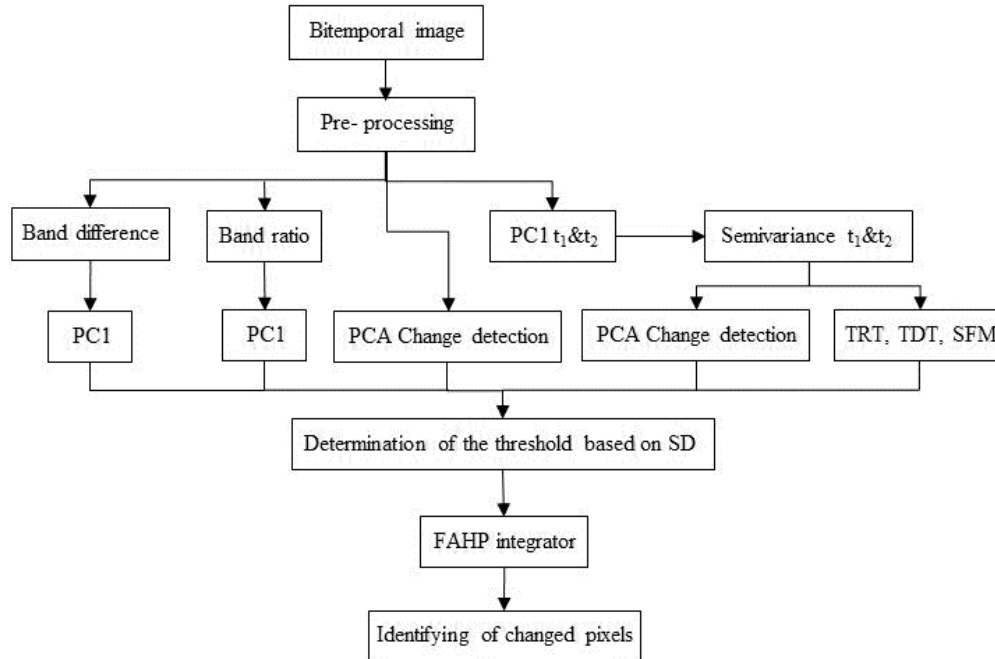 Bitemporal image
Pre- processing
Band difference
Band ratio
PC1 t₁&t₂
Semivariance t₁&t₂
PC1
PC1
PCA Change detection
PCA Change detection
TRT, TDT, SFM
Determination of the threshold based on SD
FAHP integrator
Identifying of changed pixels